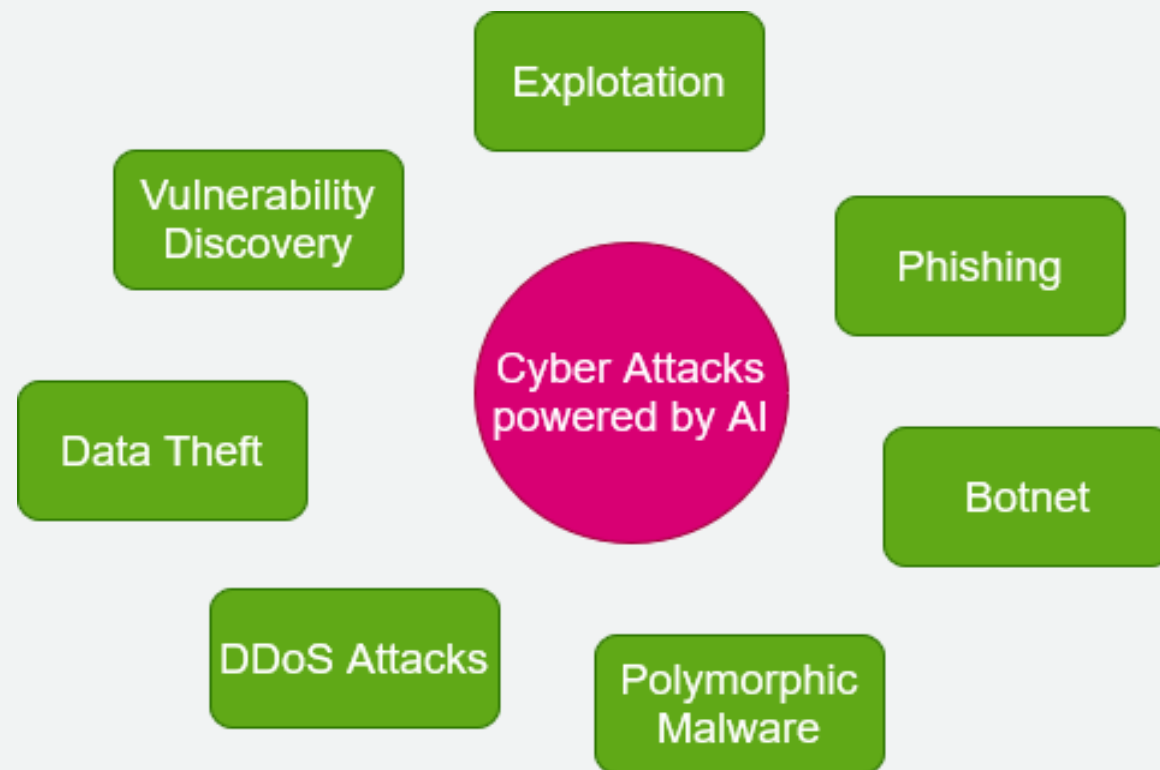 Explotation
Vulnerability
Discovery
Phishing
Cyber Attacks
powered by AI
Data Theft
Botnet
DDoS Attacks
Polymorphic
Malware